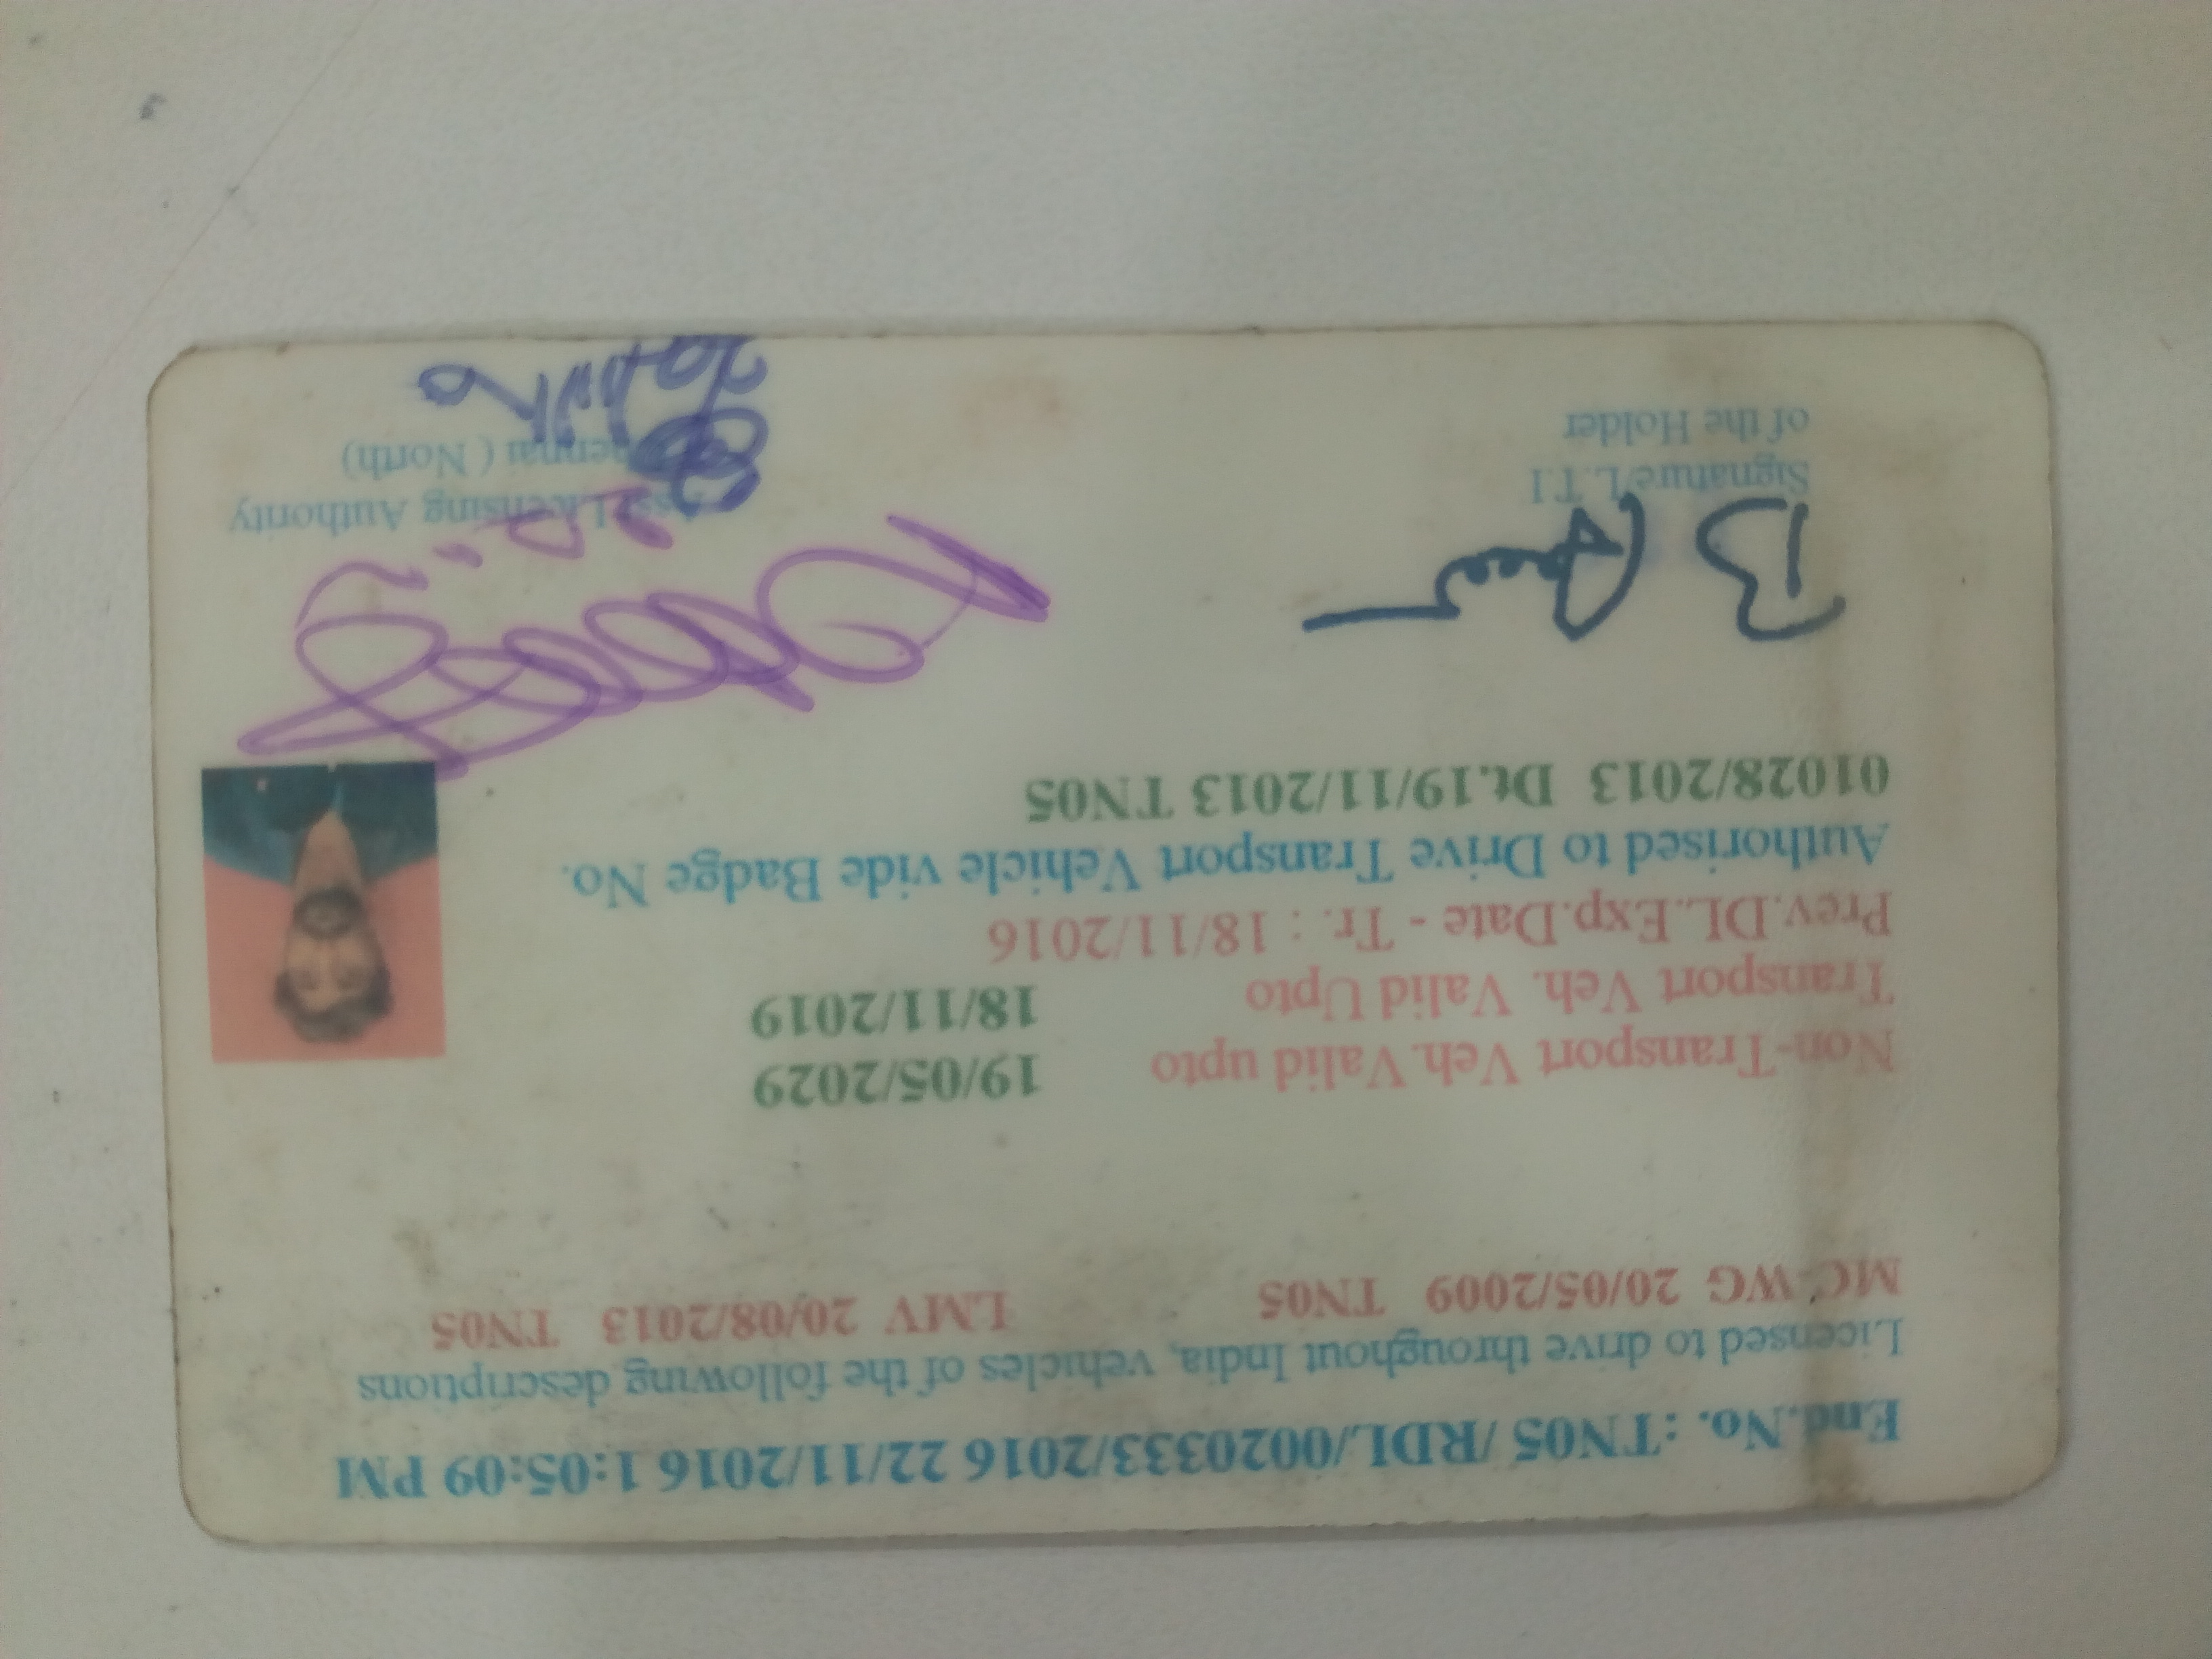 End.No. : TN05 /RDL/0020333/2016 22/11/2016 1:05:09 PM
Licensed to drive throughout India, vehicles of the following descriptions
MC WG 20/05/2009 TN05 LMV 20/08/2013 TN05
Non-Transport Veh. Valid upto 19/05/2029
Transport Veh. Valid Upto 18/11/2019
Prev.DL.Exp.Date - Tr. : 18/11/2016
Authorised to Drive Transport Vehicle vide Badge No.
01028/2013 Dt.19/11/2013 TN05
Signature/L.T.I
of the Holder
Licensing Authority
( North)